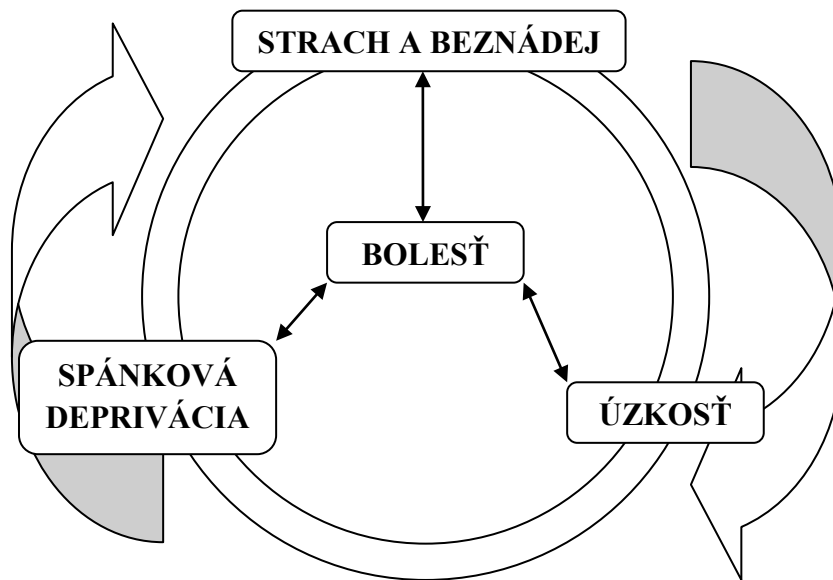 STRACH A BEZNÁDEJ
BOLESŤ
SPÁNKOVÁ
DEPRIVÁCIA
ÚZKOSŤ